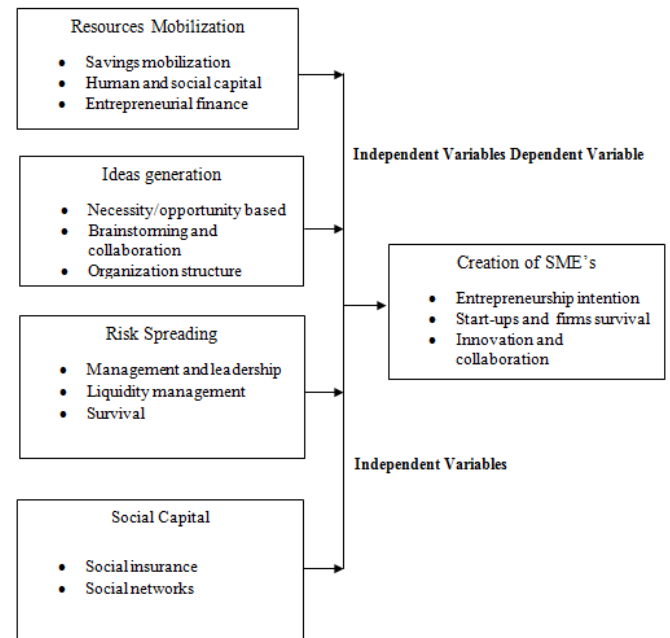 Resources Mobilization
• Savings mobilization
• Human and social capital
• Entrepreneurial finance
Independent Variables Dependent Variable
Ideas generation
• Necessity/opportunity based
• Brainstorming and
collaboration
• Organization structure
Creation of SME's
• Entrepreneurship intention
• Start-ups and firms survival
• Innovation and
collaboration
Risk Spreading
• Management and leadership
• Liquidity management
• Survival
Independent Variables
Social Capital
• Social insurance
• Social networks